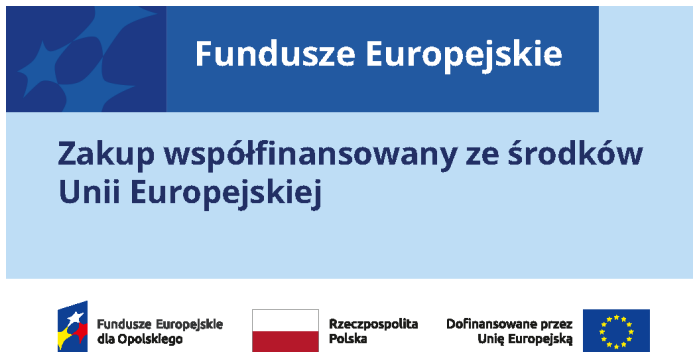 Fundusze Europejskie
Zakup współfinansowany ze środków
Unii Europejskiej
Fundusze Europejskie
dla Opolskiego
Rzeczpospolita
Polska
Dofinansowane przez
Unię Europejską